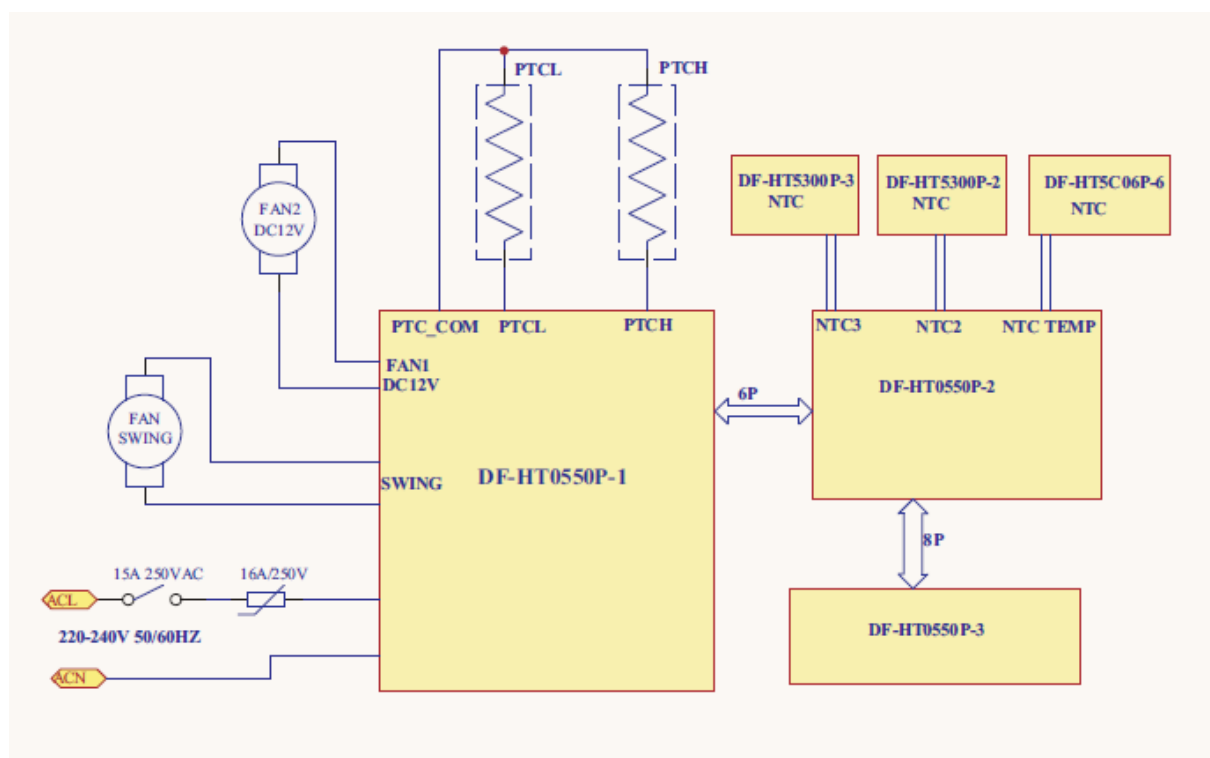 PTCL
PTCH
FAN2
DC12V
DF-HT5300P-3
NTC
DF-HT5300P-2
NTC
DF-HT5C06P-6
NTC
PTC_COM
PTCL
PTCH
NTC3
NTC2
NTC TEMP
FAN1
DC12V
DF-HT0550P-2
6P
FAN
SWING
SWING
DF-HT0550P-1
8P
15A 250VAC
16A/250V
ACL
220-240V 50/60HZ
DF-HT0550P-3
ACN